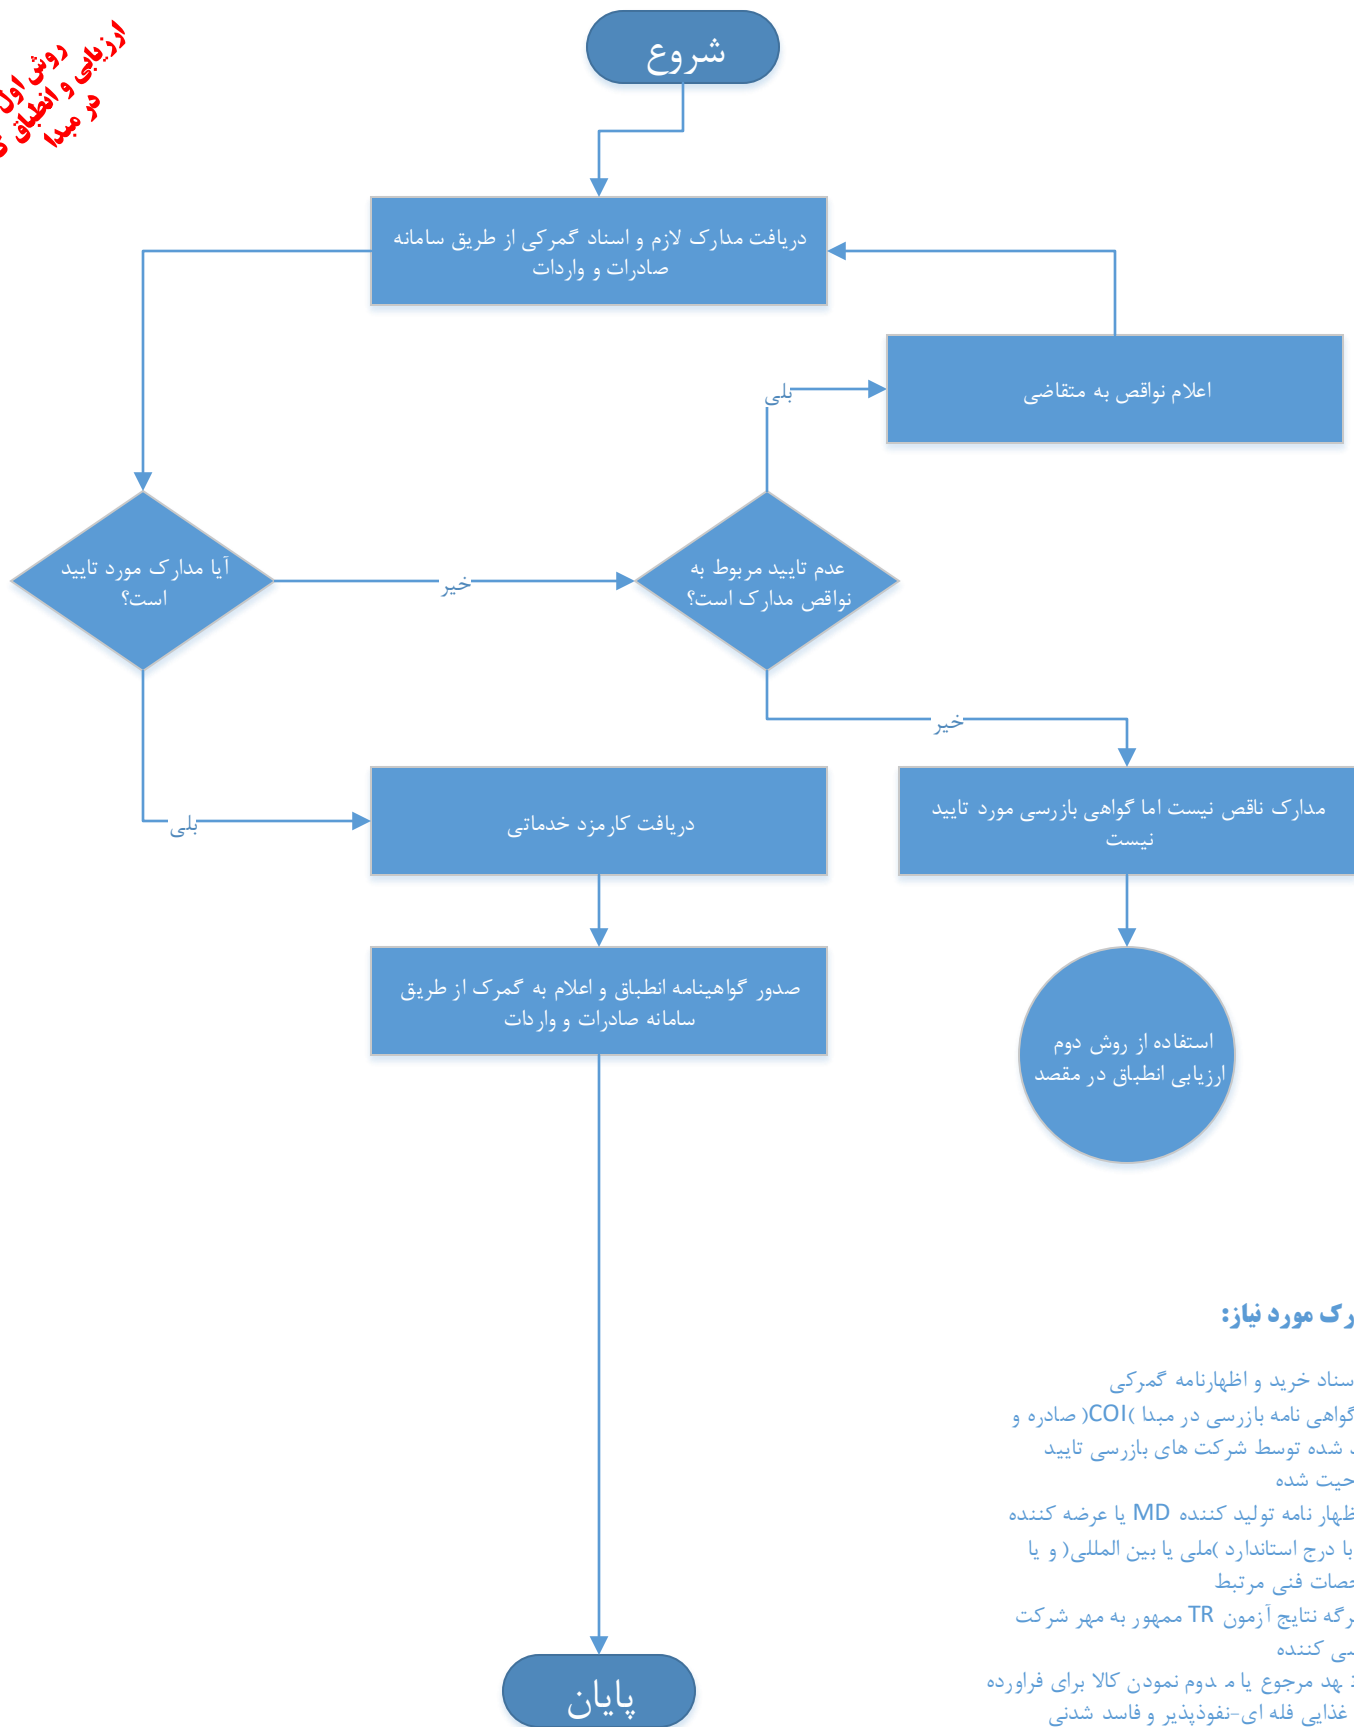 روش اول
ارزیابی و انطباق
در مبدا
شروع
دریافت مدارک لازم و اسناد گمرکی از طریق سامانه
صادرات و واردات
اعلام نواقص به متقاضی
بلی
آیا مدارک مورد تایید
است؟
خیر
عدم تایید مربوط به
نواقص مدارک است؟
خیر
مدارک ناقص نیست اما گواهی بازرسی مورد تایید
نیست
بلی
دریافت کارمزد خدماتی
صدور گواهینامه انطباق و اعلام به گمرک از طریق
سامانه صادرات و واردات
استفاده از روش دوم
ارزیابی انطباق در مقصد
پایان
مورد نیاز:
خرید و اظهارنامه گمرکی
گواهی نامه بازرسی در مبدا )COI( صادره و
شده توسط شرکت های بازرسی تایید
شده
نامه تولید کننده MD یا عرضه کننده
با درج استاندارد )ملی یا بین المللی( و یا
فنی مرتبط
نتایج آزمون TR ممهور به مهر شرکت
کننده
مرجوع یا نمودن کالا برای فراورده
غذایی فله ای-نفوذپذیر و فاسد شدنی